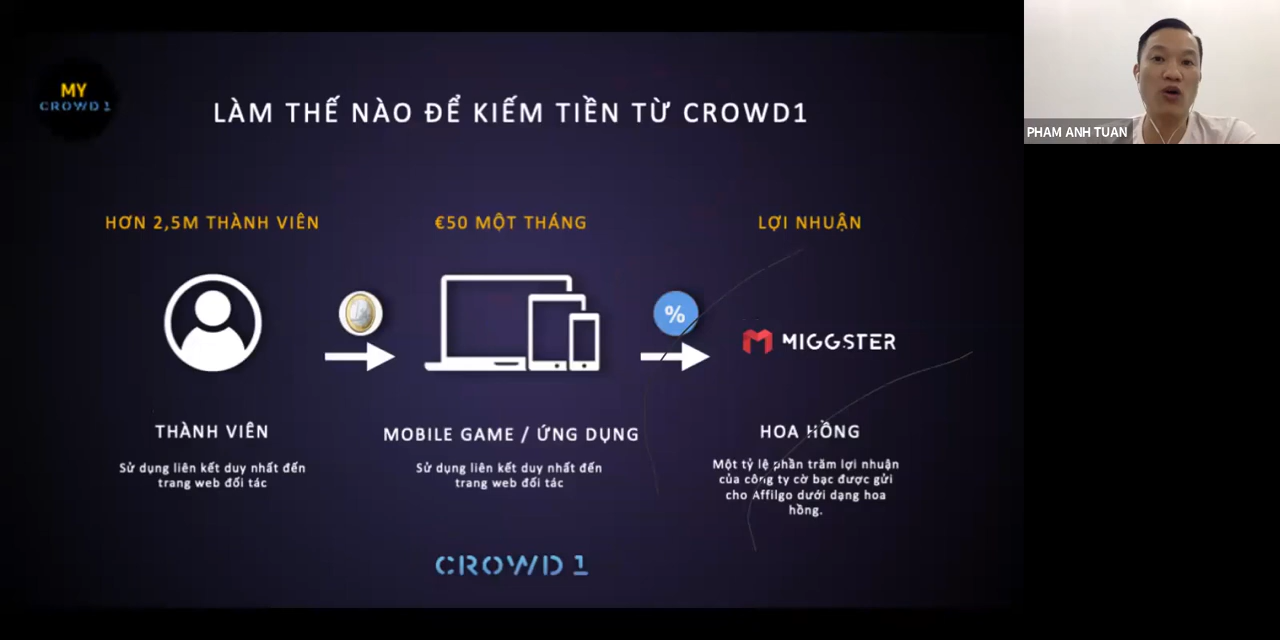 MY
CROWD1
LÀM THẾ NÀO ĐỂ KIẾM TIỀN TỪ CROWD1
HƠN 2,5M THÀNH VIÊN
€50 MỘT THÁNG
LỢI NHUẬN
1
%
MIGGSTER
THÀNH VIÊN
Sử dụng liên kết duy nhất đến
trang web đối tác
MOBILE GAME / ỨNG DỤNG
Sử dụng liên kết duy nhất đến
trang web đối tác
HOA HỒNG
Một tỷ lệ phần trăm lợi nhuận
của công ty cờ bạc được gửi
cho Affilgo dưới dạng hoa
hồng.
CROWD 1
PHAM ANH TUAN